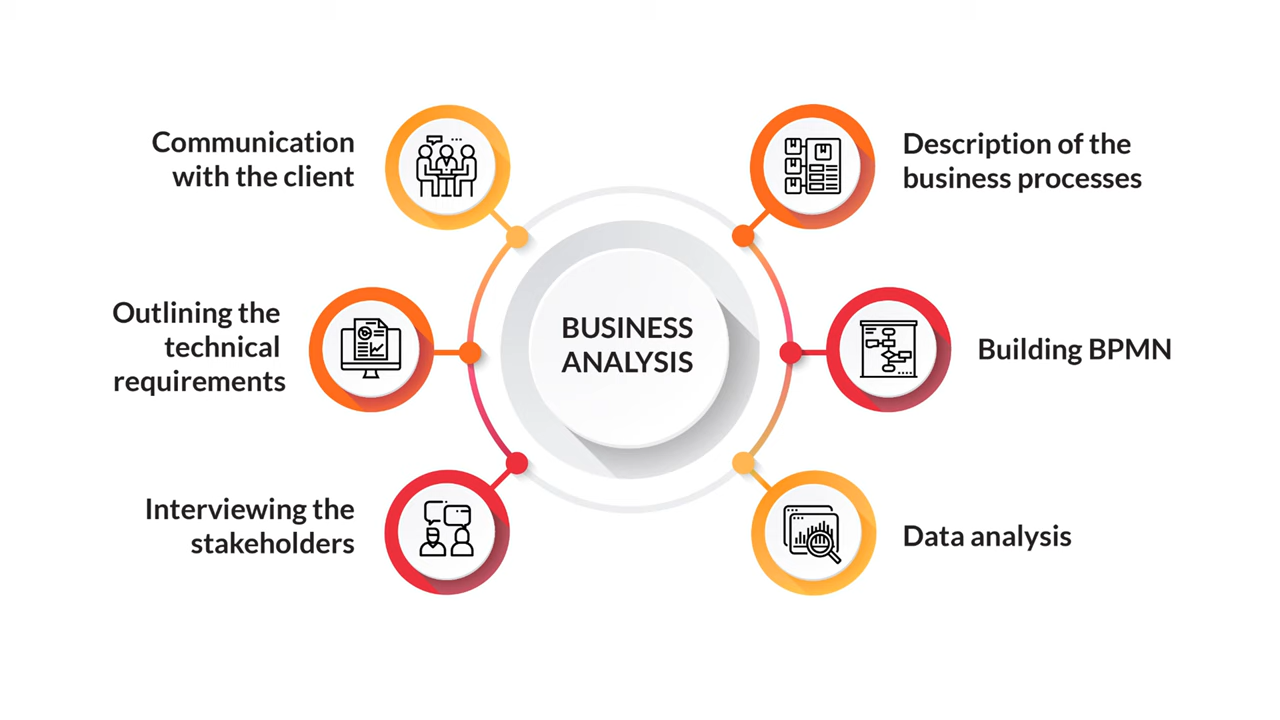 Communication
with the client
Outlining the
technical
requirements
Interviewing the
stakeholders
BUSINESS
ANALYSIS
Description of the
business processes
Building BPMN
Data analysis